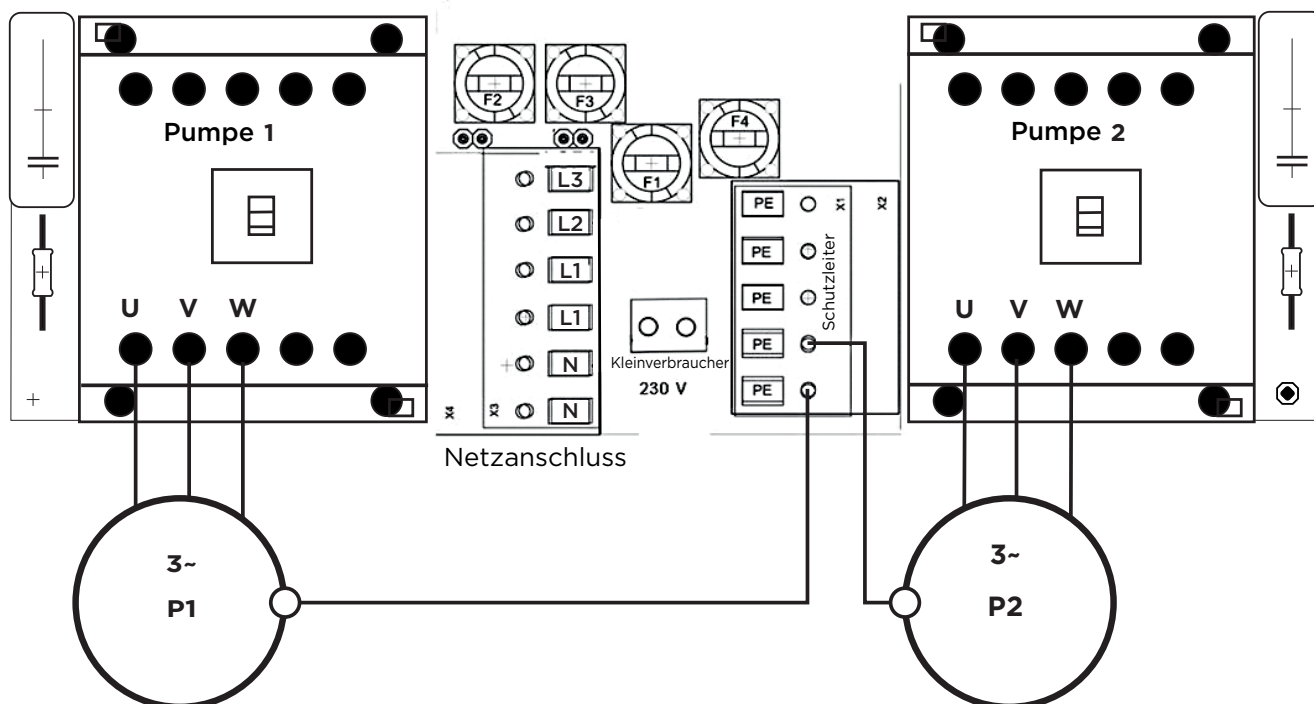 F2
F3
F4
F1
Pumpe 1
Pumpe 2
L3
L2
L1
L1
N
N
X4
X3
PE
PE
PE
PE
PE
X1
X2
Schutzleiter
Kleinverbraucher
230 V
U V W
U V W
Netzanschluss
3~
P1
3~
P2